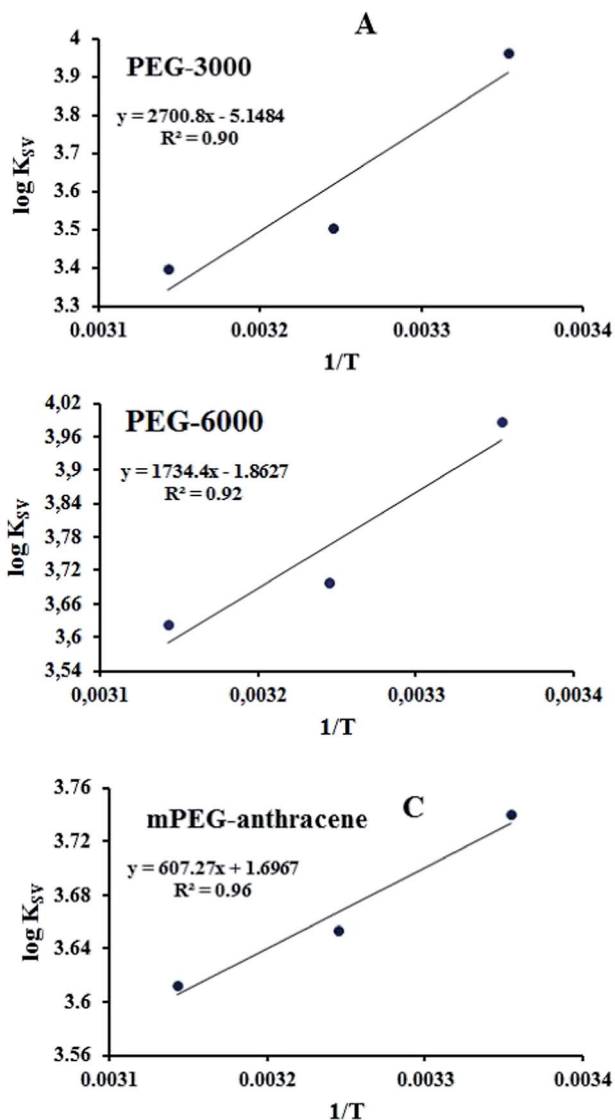 A
PEG-3000
y = 2700.8x - 5.1484
R² = 0.90
log K_SV
4
3.9
3.8
3.7
3.6
3.5
3.4
3.3
0.0031 0.0032 0.0033 0.0034
1/T
PEG-6000
y = 1734.4x - 1.8627
R² = 0.92
log K_SV
4,02
3,96
3,9
3,84
3,78
3,72
3,66
3,6
3,54
0,0031 0,0032 0,0033 0,0034
1/T
C
mPEG-anthracene
y = 607.27x + 1.6967
R² = 0.96
log K_SV
3.76
3.72
3.68
3.64
3.6
3.56
0.0031 0.0032 0.0033 0.0034
1/T